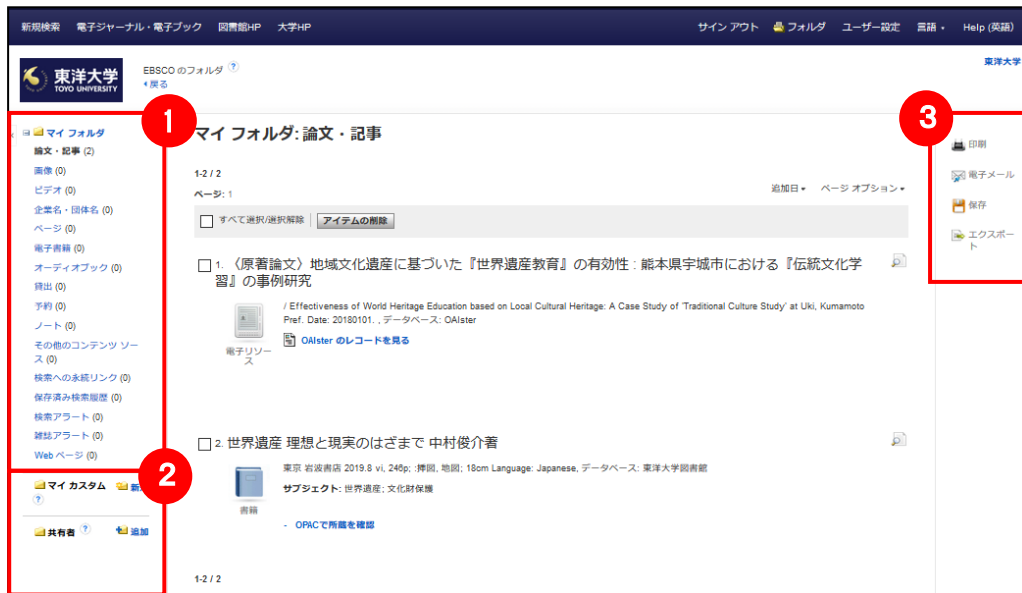 新規検索 電子ジャーナル・電子ブック 図書館HP 大学HP サイン アウト フォルダ ユーザー設定 言語 Help (英語)
東洋大学
TOYO UNIVERSITY
EBSCO のフォルダ ?
戻る
東洋大学
1
マイ フォルダ
論文・記事 (2)
画像 (0)
ビデオ (0)
企業名・団体名 (0)
ページ (0)
電子書籍 (0)
オーディオブック (0)
貸出 (0)
予約 (0)
ノート (0)
その他のコンテンツ ソー
ス (0)
検索への永続リンク (0)
保存済み検索履歴 (0)
検索アラート (0)
雑誌アラート (0)
Web ページ (0)
2
マイ カスタム 新
?
共有者 ? 追加
マイ フォルダ: 論文・記事
1-2 / 2
ページ: 1
追加日 ページ オプション
すべて選択/選択解除 アイテムの削除
1. 〈原著論文〉地域文化遺産に基づいた『世界遺産教育』の有効性 : 熊本県宇城市における『伝統文化学
習』の事例研究
電子リソー
ス
/ Effectiveness of World Heritage Education based on Local Cultural Heritage: A Case Study of 'Traditional Culture Study' at Uki, Kumamoto
Pref. Date: 20180101. , データベース: OAIster
OAIster のレコードを見る
2. 世界遺産 理想と現実のはざまで 中村俊介著
書籍
東京 岩波書店 2019.8 vi, 246p; :挿図, 地図; 18cm Language: Japanese, データベース: 東洋大学図書館
サブジェクト: 世界遺産; 文化財保護
- OPACで所蔵を確認
1-2 / 2
3
印刷
電子メール
保存
エクスポー
ト